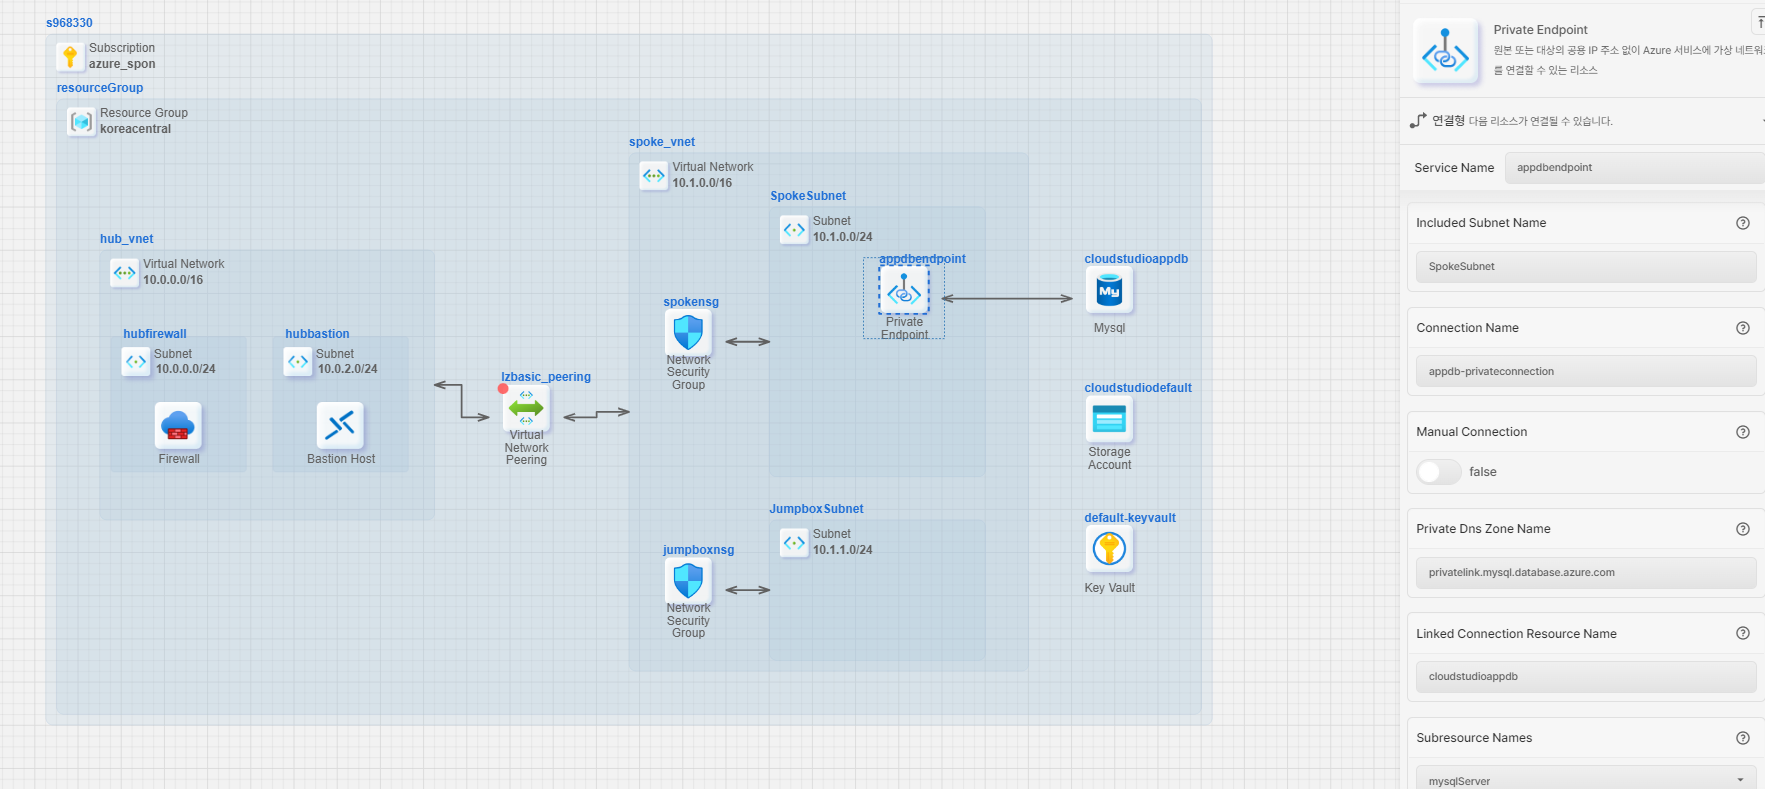 s968330
Subscription
azure_spon
resourceGroup
Resource Group
koreacentral
spoke_vnet
Virtual Network
10.1.0.0/16
SpokeSubnet
Subnet
10.1.0.0/24
hub_vnet
Virtual Network
10.0.0.0/16
appdbendpoint
Private
Endpoint
cloudstudioappdb
My
Mysql
spokensg
Network
Security
Group
hubfirewall
Subnet
10.0.0.0/24
hubbastion
Subnet
10.0.2.0/24
Firewall
Bastion Host
lzbasic_peering
Virtual
Network
Peering
cloudstudiodefault
Storage
Account
JumpboxSubnet
Subnet
10.1.1.0/24
jumpboxnsg
Network
Security
Group
default-keyvault
Key Vault
Private Endpoint
원본 또는 대상의 공용 IP 주소 없이 Azure 서비스에 가상 네트워
를 연결할 수 있는 리소스
연결형 다음 리소스가 연결될 수 있습니다.
Service Name
appdbendpoint
Included Subnet Name
SpokeSubnet
Connection Name
appdb-privateconnection
Manual Connection
false
Private Dns Zone Name
privatelink.mysql.database.azure.com
Linked Connection Resource Name
cloudstudioappdb
Subresource Names
mysqlServer